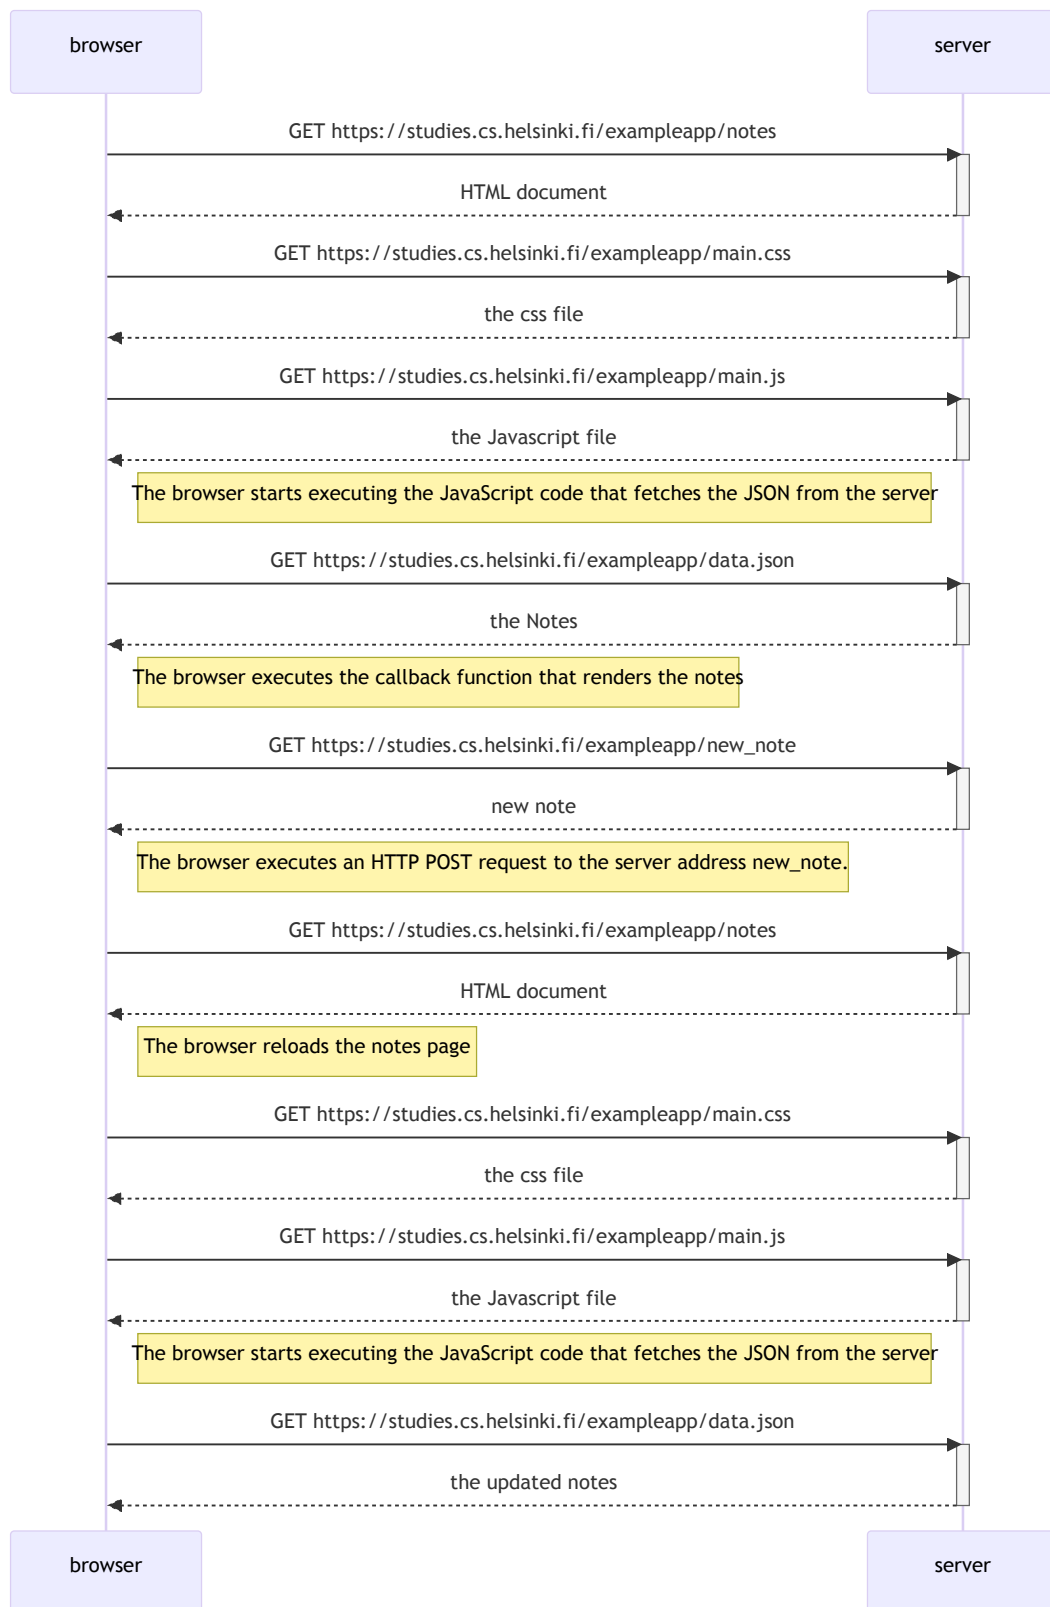 browser
server
GET https://studies.cs.helsinki.fi/exampleapp/notes
HTML document
GET https://studies.cs.helsinki.fi/exampleapp/main.css
the css file
GET https://studies.cs.helsinki.fi/exampleapp/main.js
the Javascript file
The browser starts executing the JavaScript code that fetches the JSON from the server
GET https://studies.cs.helsinki.fi/exampleapp/data.json
the Notes
The browser executes the callback function that renders the notes
GET https://studies.cs.helsinki.fi/exampleapp/new_note
new note
The browser executes an HTTP POST request to the server address new_note.
GET https://studies.cs.helsinki.fi/exampleapp/notes
HTML document
The browser reloads the notes page
GET https://studies.cs.helsinki.fi/exampleapp/main.css
the css file
GET https://studies.cs.helsinki.fi/exampleapp/main.js
the Javascript file
The browser starts executing the JavaScript code that fetches the JSON from the server
GET https://studies.cs.helsinki.fi/exampleapp/data.json
the updated notes
browser
server